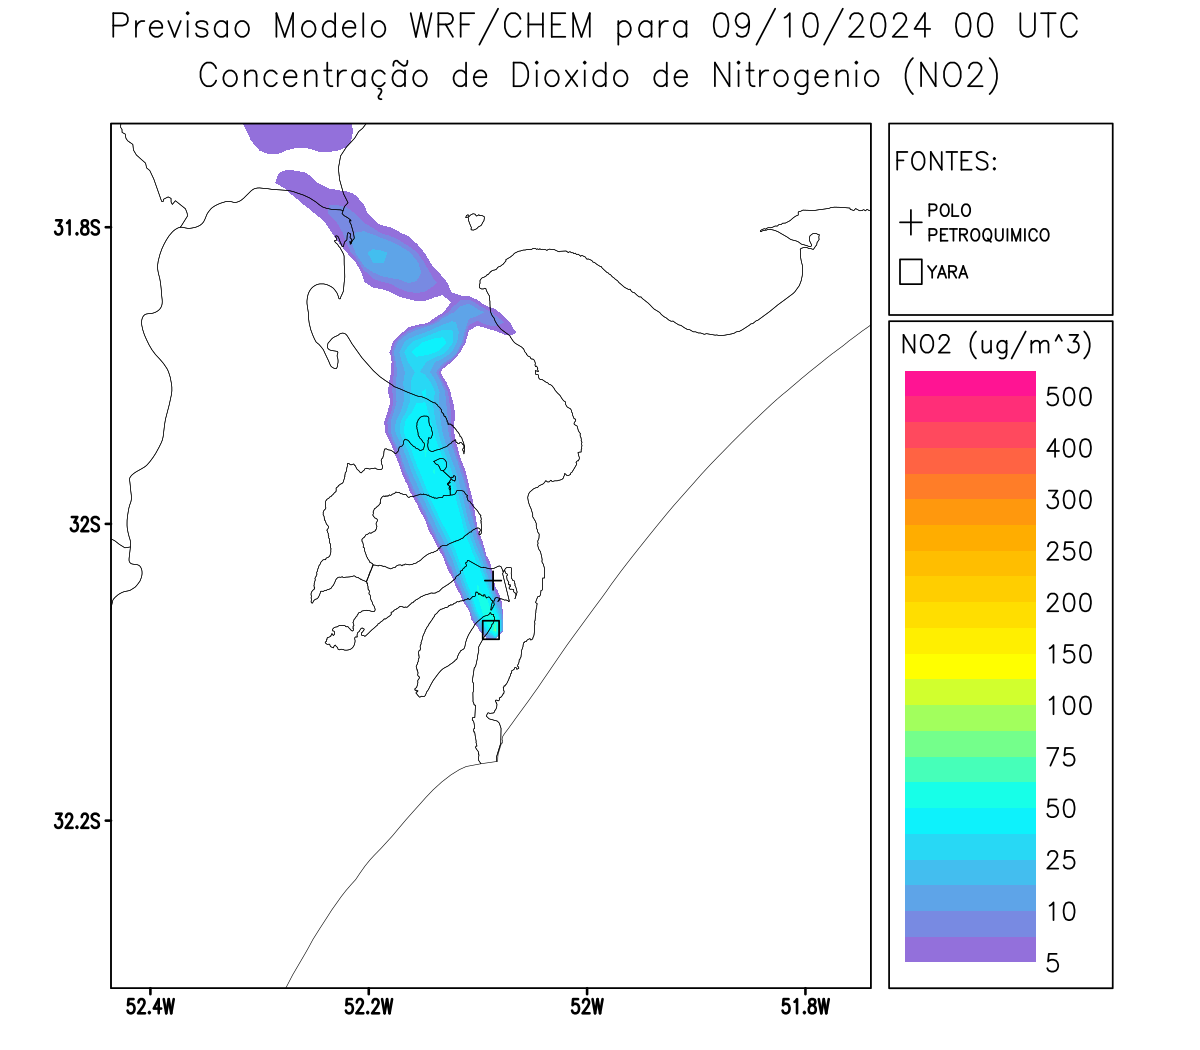 Previsao Modelo WRF/CHEM para 09/10/2024 00 UTC
Concentração de Dioxido de Nitrogenio (NO2)
FONTES:
POLO
PETROQUIMICO
YARA
NO2 (ug/m^3)
500
400
300
250
200
150
100
75
50
25
10
5
31.8S
32S
32.2S
52.4W
52.2W
52W
51.8W